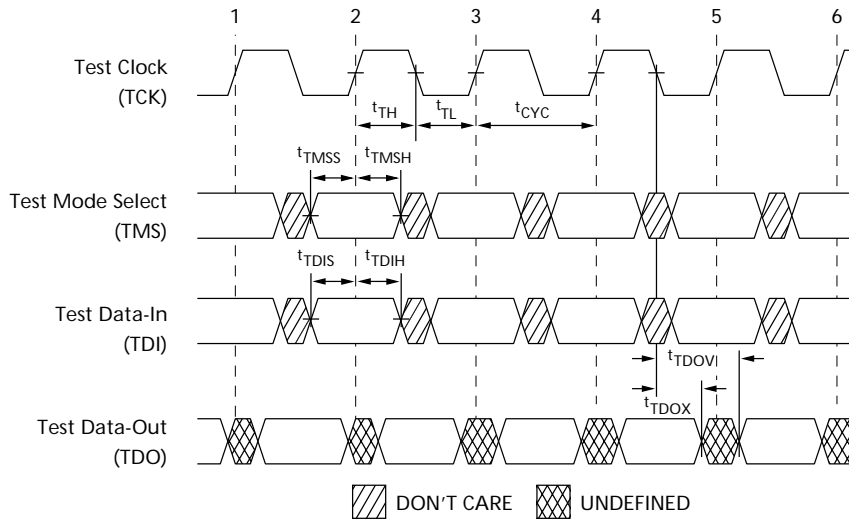 1 2 3 4 5 6
Test Clock
(TCK)
tTH tTL tCYC
tTMSS tTMSH
Test Mode Select
(TMS)
tTDIS tTDIH
Test Data-In
(TDI)
tTDOV
tTDOX
Test Data-Out
(TDO)
DON'T CARE UNDEFINED